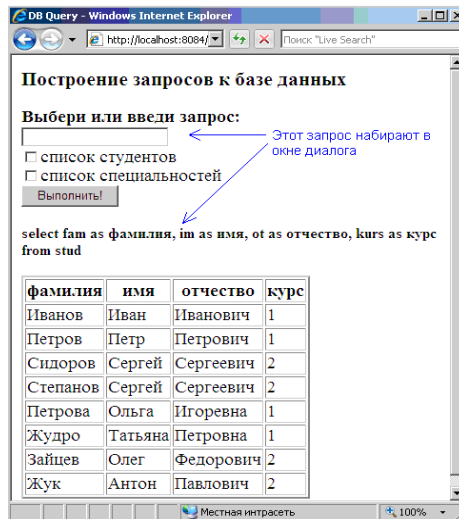 DB Query - Windows Internet Explorer
http://localhost:8084/
Поиск "Live Search"
Построение запросов к базе данных
Выбери или введи запрос:
Этот запрос набирают в
окне диалога
список студентов
список специальностей
Выполнить!
select fam as фамилия, im as имя, ot as отчество, kurs as курс
from stud
фамилия имя отчество курс
Иванов Иван Иванович 1
Петров Петр Петрович 1
Сидоров Сергей Сергеевич 2
Степанов Сергей Сергеевич 2
Петрова Ольга Игоревна 1
Жудро Татьяна Петровна 1
Зайцев Олег Федорович 2
Жук Антон Павлович 2
Местная интрасеть
100%